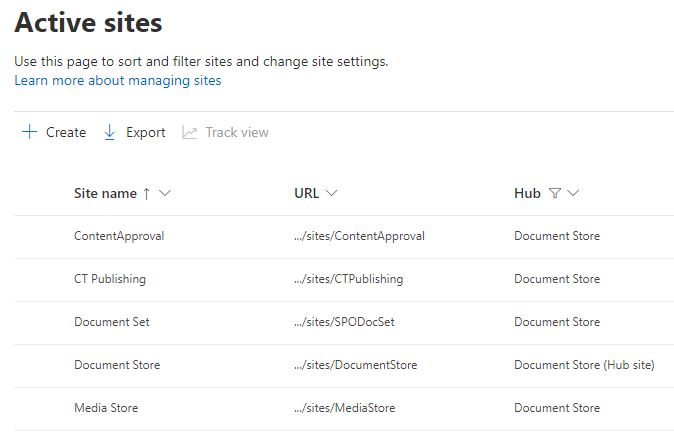 Active sites
Use this page to sort and filter sites and change site settings.
Learn more about managing sites
Create Export Track view
Site name URL Hub
ContentApproval .../sites/ContentApproval Document Store
CT Publishing .../sites/CTPublishing Document Store
Document Set .../sites/SPODocSet Document Store
Document Store .../sites/DocumentStore Document Store (Hub site)
Media Store .../sites/MediaStore Document Store